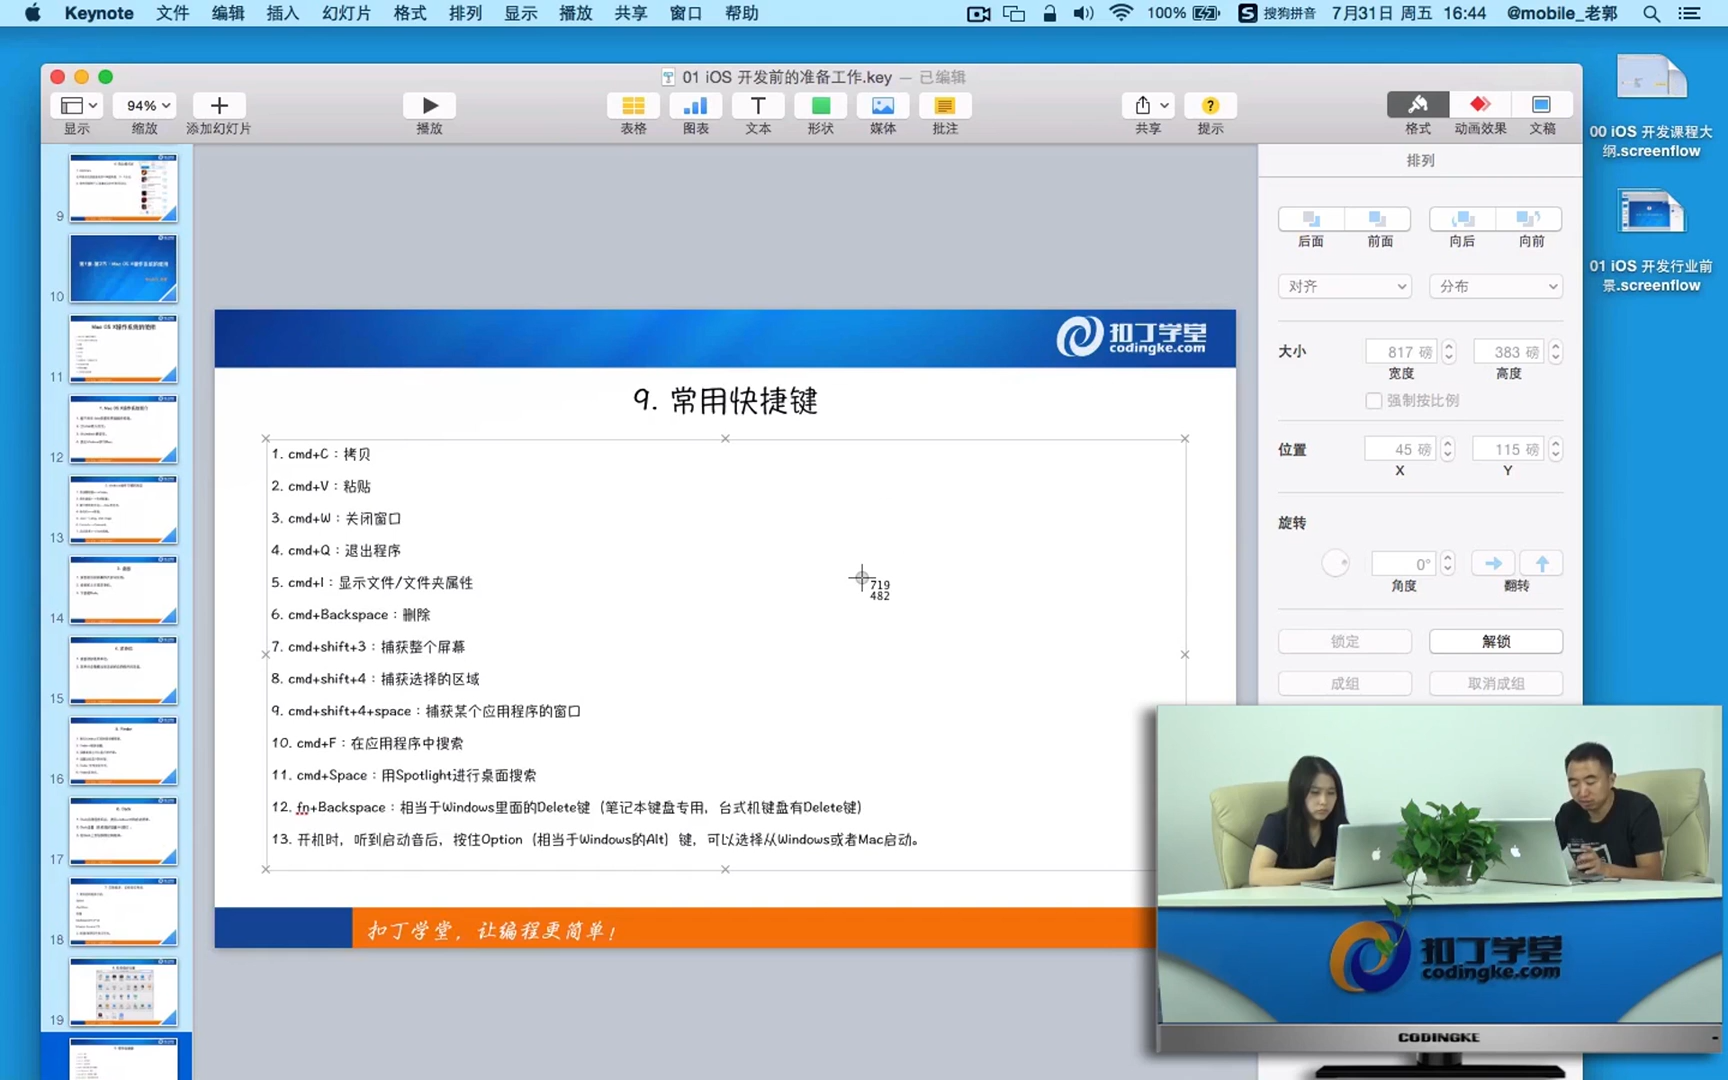 Keynote 文件 编辑 插入 幻灯片 格式 排列 显示 播放 共享 窗口 帮助
100% 搜狗拼音 7月31日 周五 16:44 @mobile_老郭
01 iOS 开发前的准备工作.key — 已编辑
94%
显示 缩放 添加幻灯片 播放 表格 图表 文本 形状 媒体 批注 共享 提示 格式 动画效果 文稿
00 iOS 开发课程大
纲.screenflow
01 iOS 开发行业前
景.screenflow
9
10
11
12
13
14
15
16
17
18
19
扣丁学堂
codingke.com
9. 常用快捷键
1. cmd+C：拷贝
2. cmd+V：粘贴
3. cmd+W：关闭窗口
4. cmd+Q：退出程序
5. cmd+I：显示文件/文件夹属性
6. cmd+Backspace：删除
7. cmd+shift+3：捕获整个屏幕
8. cmd+shift+4：捕获选择的区域
9. cmd+shift+4+space：捕获某个应用程序的窗口
10. cmd+F：在应用程序中搜索
11. cmd+Space：用Spotlight进行桌面搜索
12. fn+Backspace：相当于Windows里面的Delete键（笔记本键盘专用，台式机键盘有Delete键）
13. 开机时，听到启动音后，按住Option（相当于Windows的Alt）键，可以选择从Windows或者Mac启动。
719
482
扣丁学堂，让编程更简单！
排列
后面 前面 向后 向前
对齐 分布
大小 817 磅 383 磅
宽度 高度
强制按比例
位置 45 磅 115 磅
X Y
旋转
0°
角度 翻转
锁定 解锁
成组 取消成组
扣丁学堂
codingke.com
CODINGKE